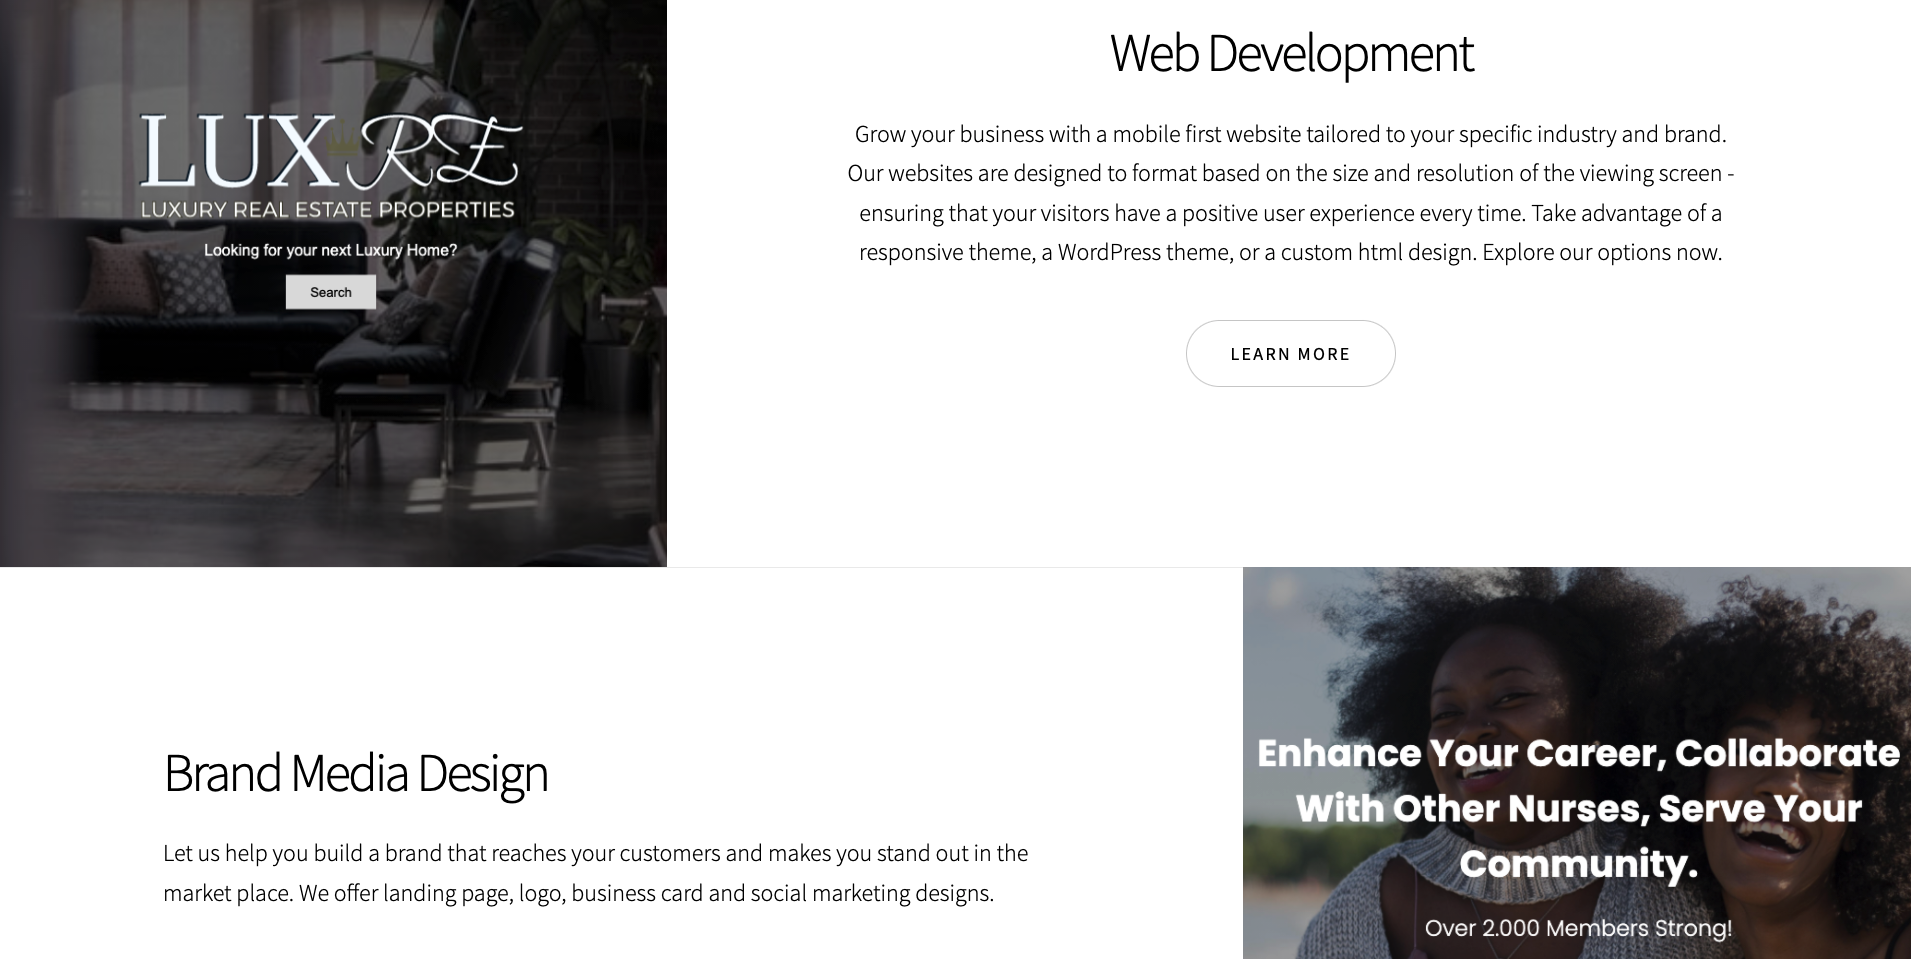 LUX RE
LUXURY REAL ESTATE PROPERTIES
Looking for your next Luxury Home?
Search
Web Development
Grow your business with a mobile first website tailored to your specific industry and brand.
Our websites are designed to format based on the size and resolution of the viewing screen -
ensuring that your visitors have a positive user experience every time. Take advantage of a
responsive theme, a WordPress theme, or a custom html design. Explore our options now.
LEARN MORE
Brand Media Design
Let us help you build a brand that reaches your customers and makes you stand out in the
market place. We offer landing page, logo, business card and social marketing designs.
Enhance Your Career, Collaborate
With Other Nurses, Serve Your
Community.
Over 2.000 Members Strong!